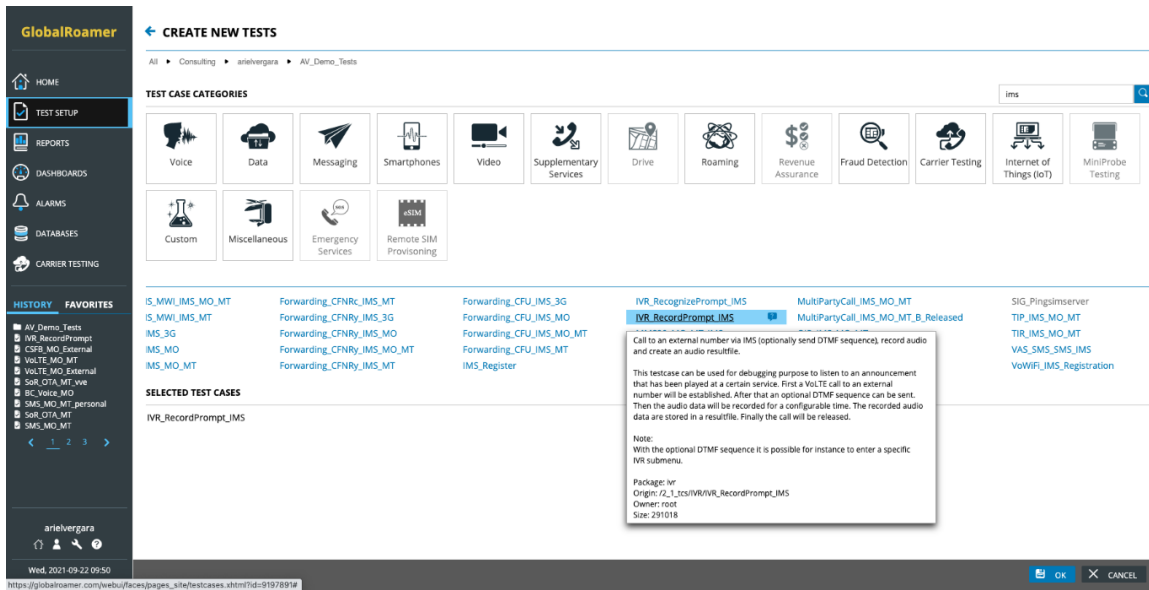 GlobalRoamer
CREATE NEW TESTS
All ▸ Consulting ▸ arielvergara ▸ AV_Demo_Tests
HOME
TEST SETUP
REPORTS
DASHBOARDS
ALARMS
DATABASES
CARRIER TESTING
HISTORY FAVORITES
AV_Demo_Tests
IVR_RecordPrompt
CSFB_MO_External
VoLTE_MO_MT
VoLTE_MO_External
SoR_OTA_MT_vve
BC_Voice_MO
SMS_MO_MT_personal
SoR_OTA_MT
SMS_MO_MT
1 2 3
arielvergara
Wed, 2021-09-22 09:50
https://globalroamer.com/webui/faces/pages_site/testcases.xhtml?id=9197891#
TEST CASE CATEGORIES
ims
Voice
Data
Messaging
Smartphones
Video
Supplementary
Services
Drive
Roaming
Revenue
Assurance
Fraud Detection
Carrier Testing
Internet of
Things (IoT)
MiniProbe
Testing
Custom
Miscellaneous
SOS
Emergency
Services
eSIM
Remote SIM
Provisoning
IS_MWI_IMS_MO_MT Forwarding_CFNRc_IMS_MT Forwarding_CFU_IMS_3G IVR_RecognizePrompt_IMS MultiPartyCall_IMS_MO_MT SIG_Pingsimserver
IS_MWI_IMS_MT Forwarding_CFNRy_IMS_3G Forwarding_CFU_IMS_MO IVR_RecordPrompt_IMS MultiPartyCall_IMS_MO_MT_B_Released TIP_IMS_MO_MT
IMS_3G Forwarding_CFNRy_IMS_MO Forwarding_CFU_IMS_MO_MT TIR_IMS_MO_MT
IMS_MO Forwarding_CFNRy_IMS_MO_MT Forwarding_CFU_IMS_MT VAS_SMS_SMS_IMS
IMS_MO_MT Forwarding_CFNRy_IMS_MT IMS_Register VoWiFi_IMS_Registration
Call to an external number via IMS (optionally send DTMF sequence), record audio
and create an audio resultfile.
This testcase can be used for debugging purpose to listen to an announcement
that has been played at a certain service. First a VoLTE call to an external
number will be established. After that an optional DTMF sequence can be sent.
Then the audio data will be recorded for a configurable time. The recorded audio
data are stored in a resultfile. Finally the call will be released.
Note:
With the optional DTMF sequence it is possible for instance to enter a specific
IVR submenu.
Package: ivr
Origin: /2_1_tcs/IVR/IVR_RecordPrompt_IMS
Owner: root
Size: 291018
SELECTED TEST CASES
IVR_RecordPrompt_IMS
OK CANCEL